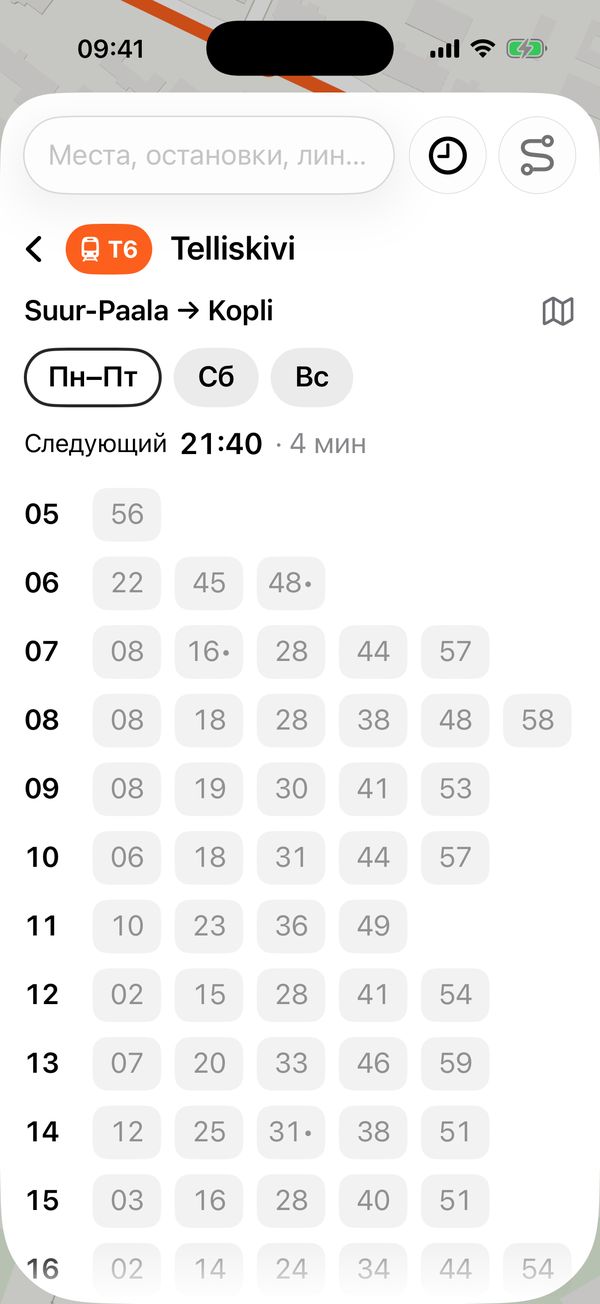 09:41
Места, остановки, лин...
T6 Telliskivi
Suur-Paala → Kopli
Пн–Пт Сб Вс
Следующий 21:40 · 4 мин
05 56
06 22 45 48•
07 08 16• 28 44 57
08 08 18 28 38 48 58
09 08 19 30 41 53
10 06 18 31 44 57
11 10 23 36 49
12 02 15 28 41 54
13 07 20 33 46 59
14 12 25 31• 38 51
15 03 16 28 40 51
16 02 14 24 34 44 54